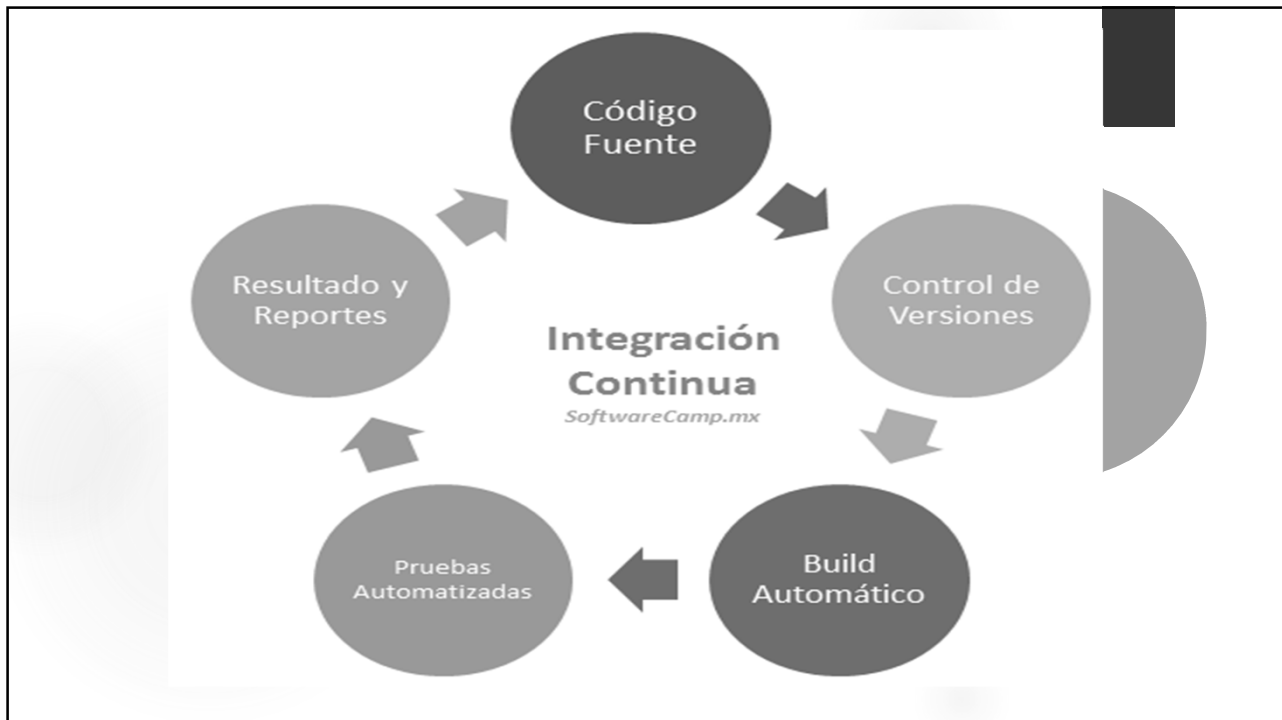 Código
Fuente
Control de
Versiones
Build
Automático
Pruebas
Automatizadas
Resultado y
Reportes
Integración
Continua
SoftwareCamp.mx